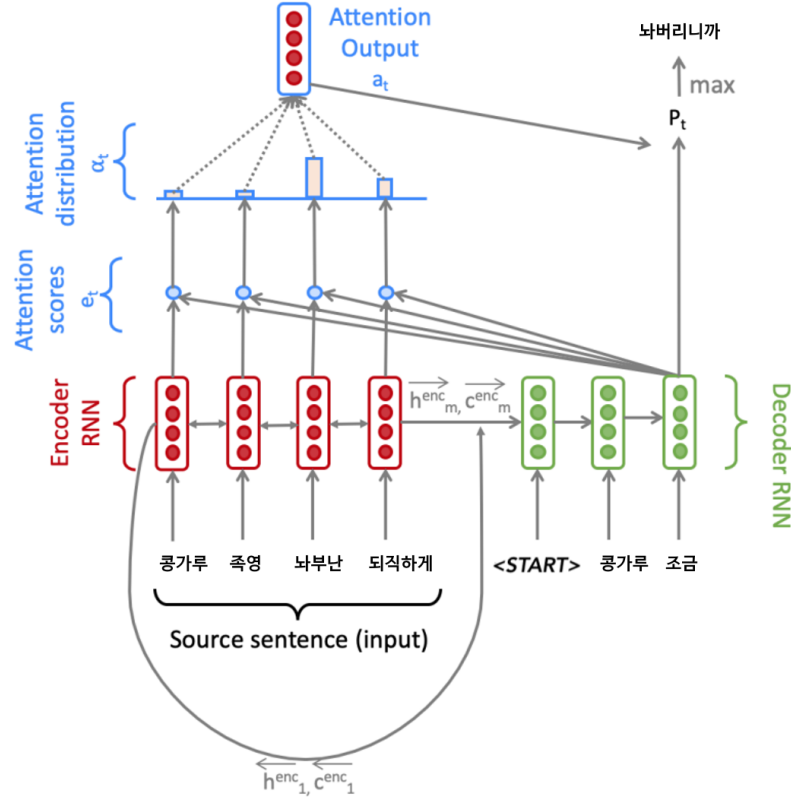 Attention
Output
a_t
놔버리니까
max
P_t
Attention
distribution
α_t
Attention
scores
e_t
Encoder
RNN
h^enc_m, c^enc_m
Decoder RNN
콩가루 족영 놔부난 되직하게
<START> 콩가루 조금
Source sentence (input)
h^enc_1, c^enc_1